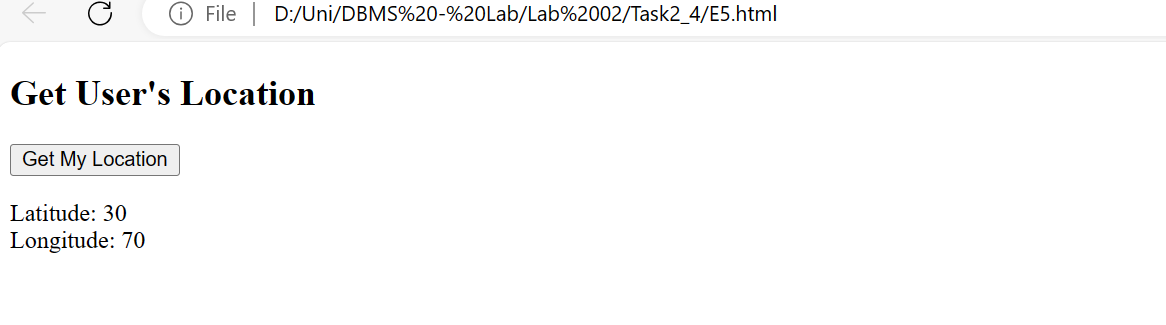 File | D:/Uni/DBMS%20-%20Lab/Lab%2002/Task2_4/E5.html
Get User's Location
Get My Location
Latitude: 30
Longitude: 70